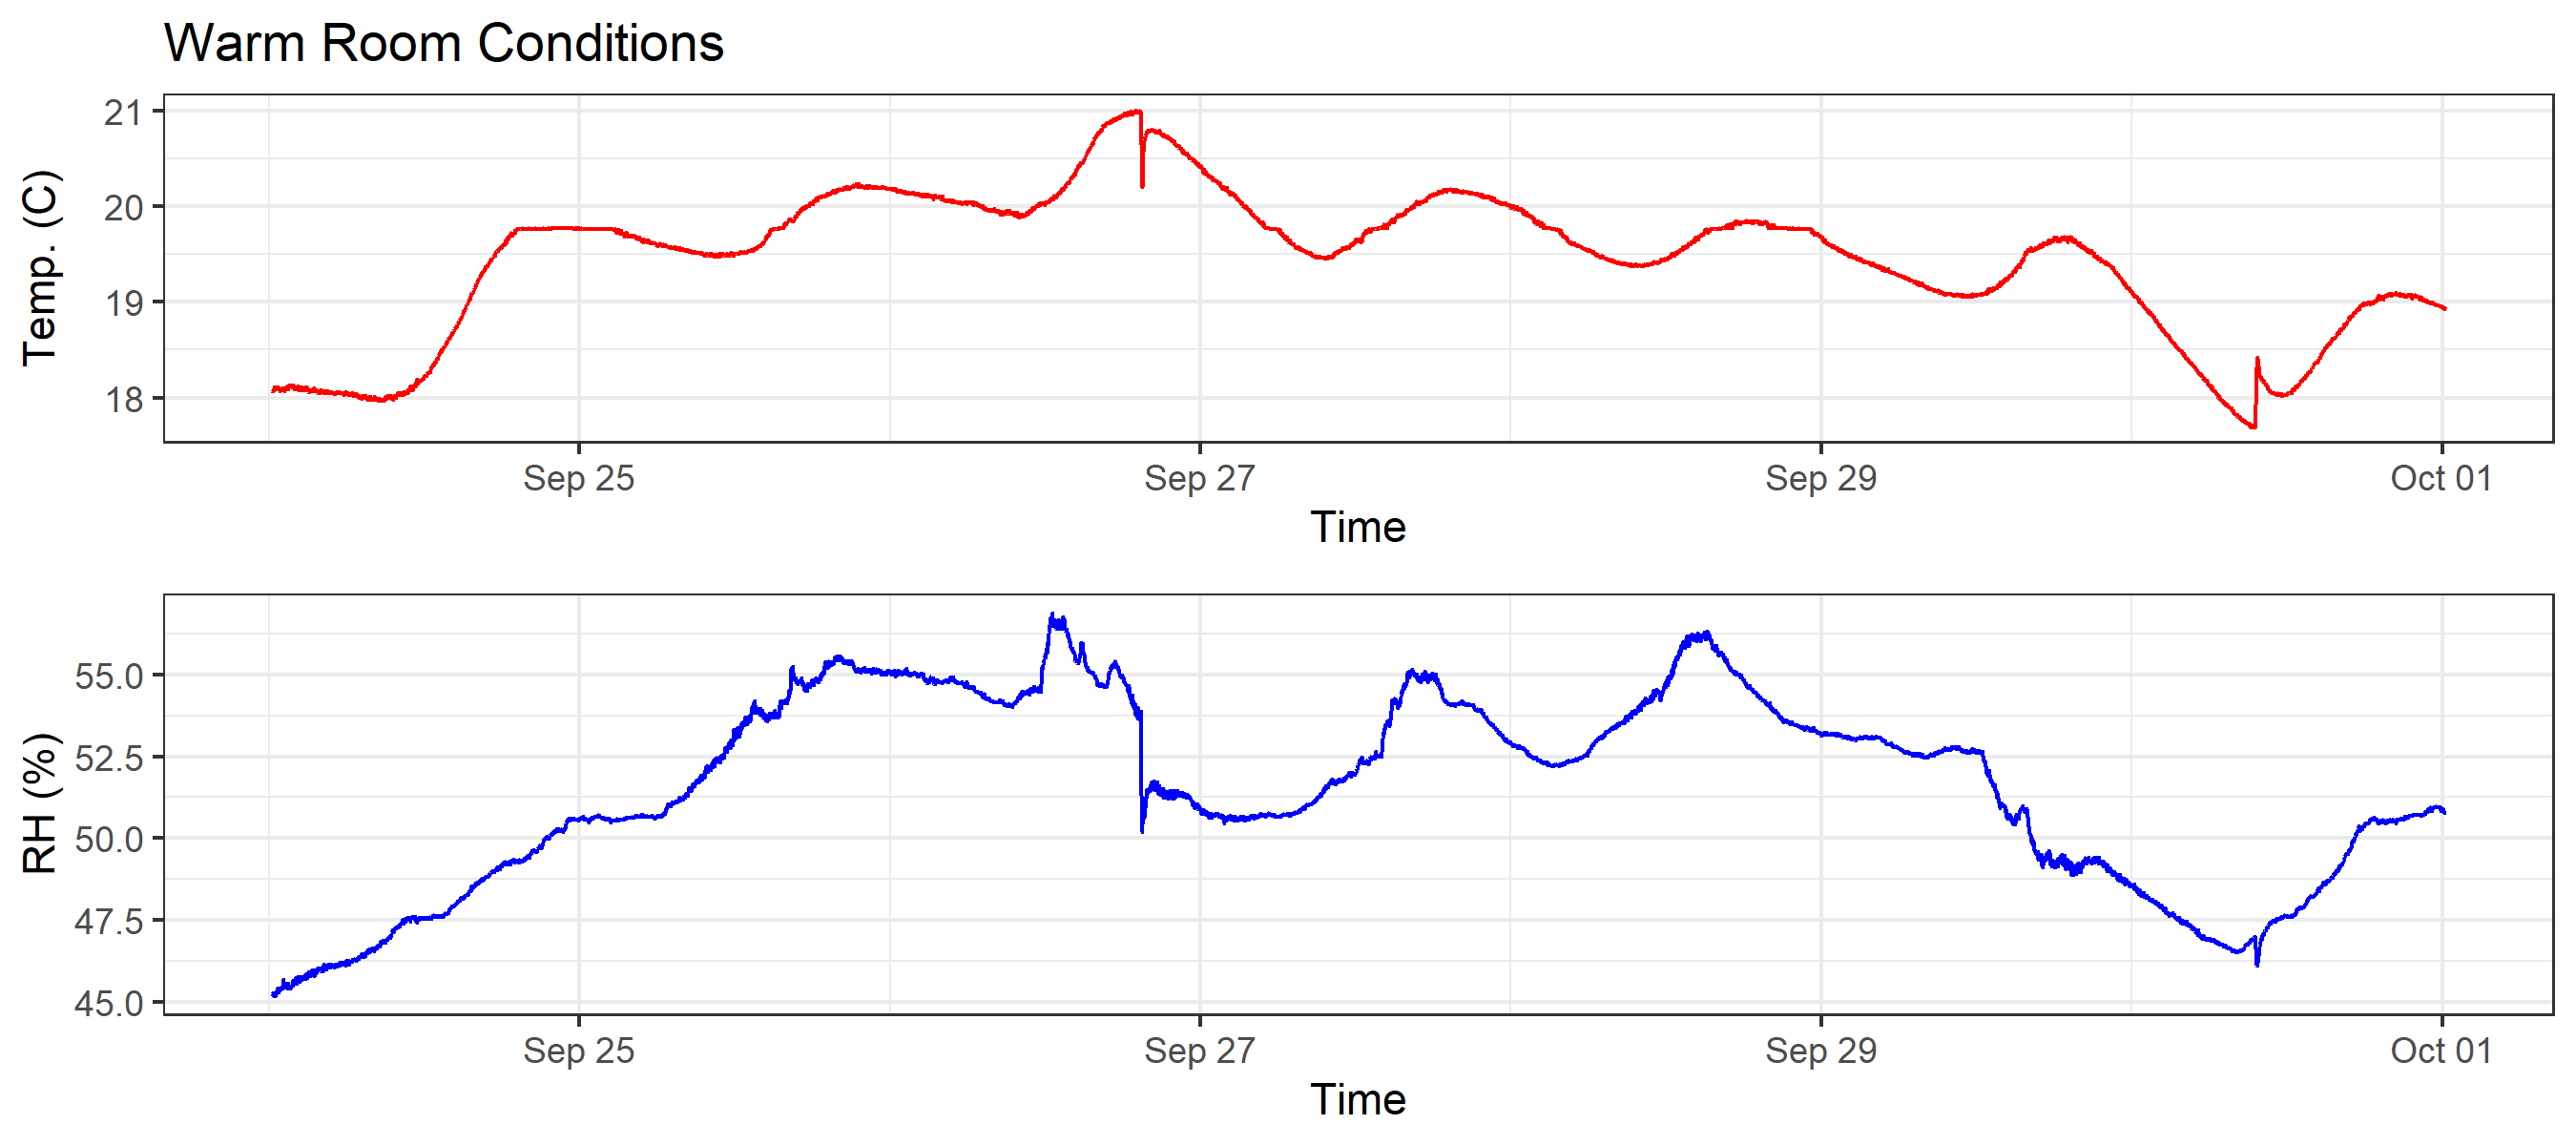 Warm Room Conditions
21
20
19
18
Temp. (C)
Sep 25 Sep 27 Sep 29 Oct 01
Time
55.0
52.5
50.0
47.5
45.0
RH (%)
Sep 25 Sep 27 Sep 29 Oct 01
Time